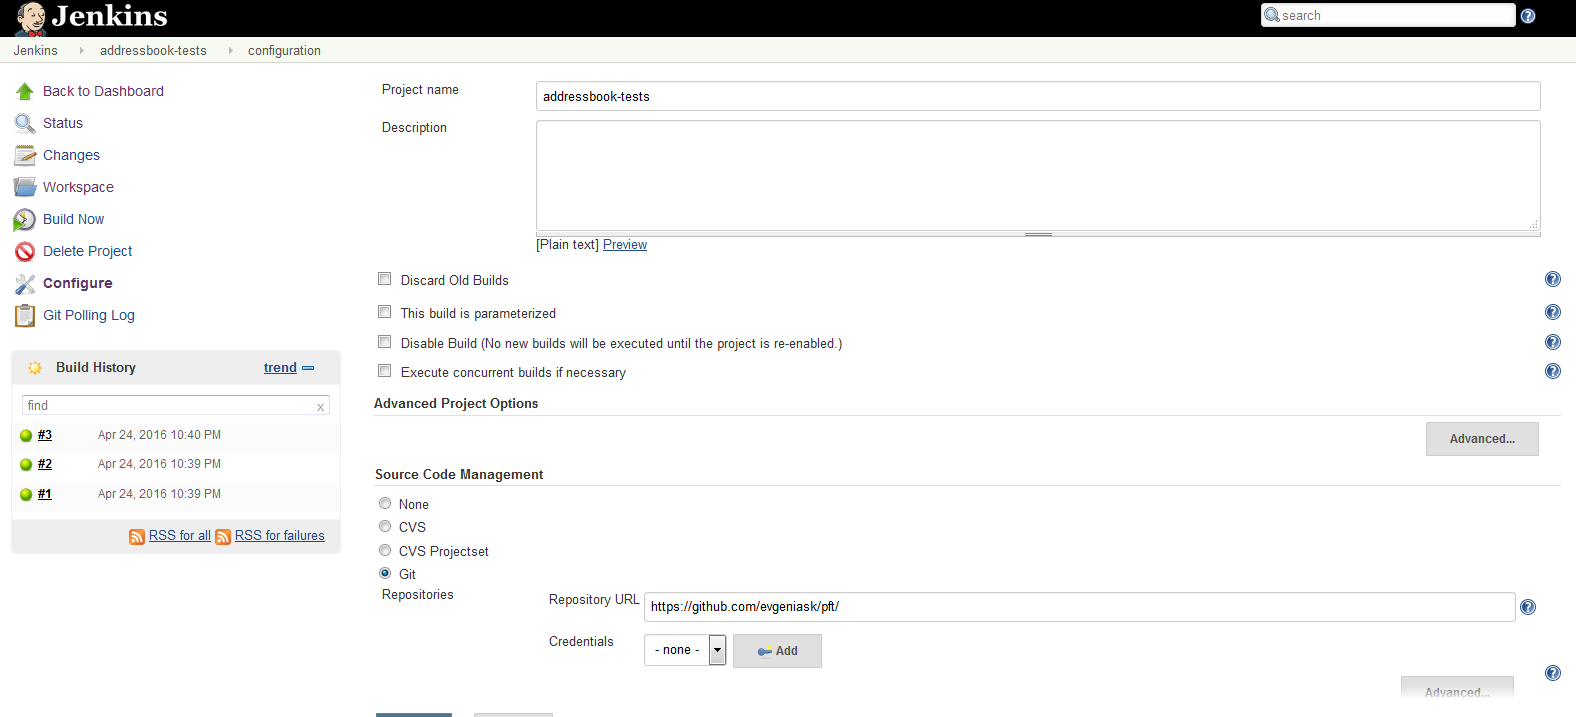 Jenkins
search
Jenkins addressbook-tests configuration
Back to Dashboard
Status
Changes
Workspace
Build Now
Delete Project
Configure
Git Polling Log
Build History trend
find x
#3 Apr 24, 2016 10:40 PM
#2 Apr 24, 2016 10:39 PM
#1 Apr 24, 2016 10:39 PM
RSS for all RSS for failures
Project name addressbook-tests
Description
[Plain text] Preview
Discard Old Builds
This build is parameterized
Disable Build (No new builds will be executed until the project is re-enabled.)
Execute concurrent builds if necessary
Advanced Project Options
Advanced...
Source Code Management
None
CVS
CVS Projectset
Git
Repositories
Repository URL https://github.com/evgeniask/pft/
Credentials - none - Add
Advanced...